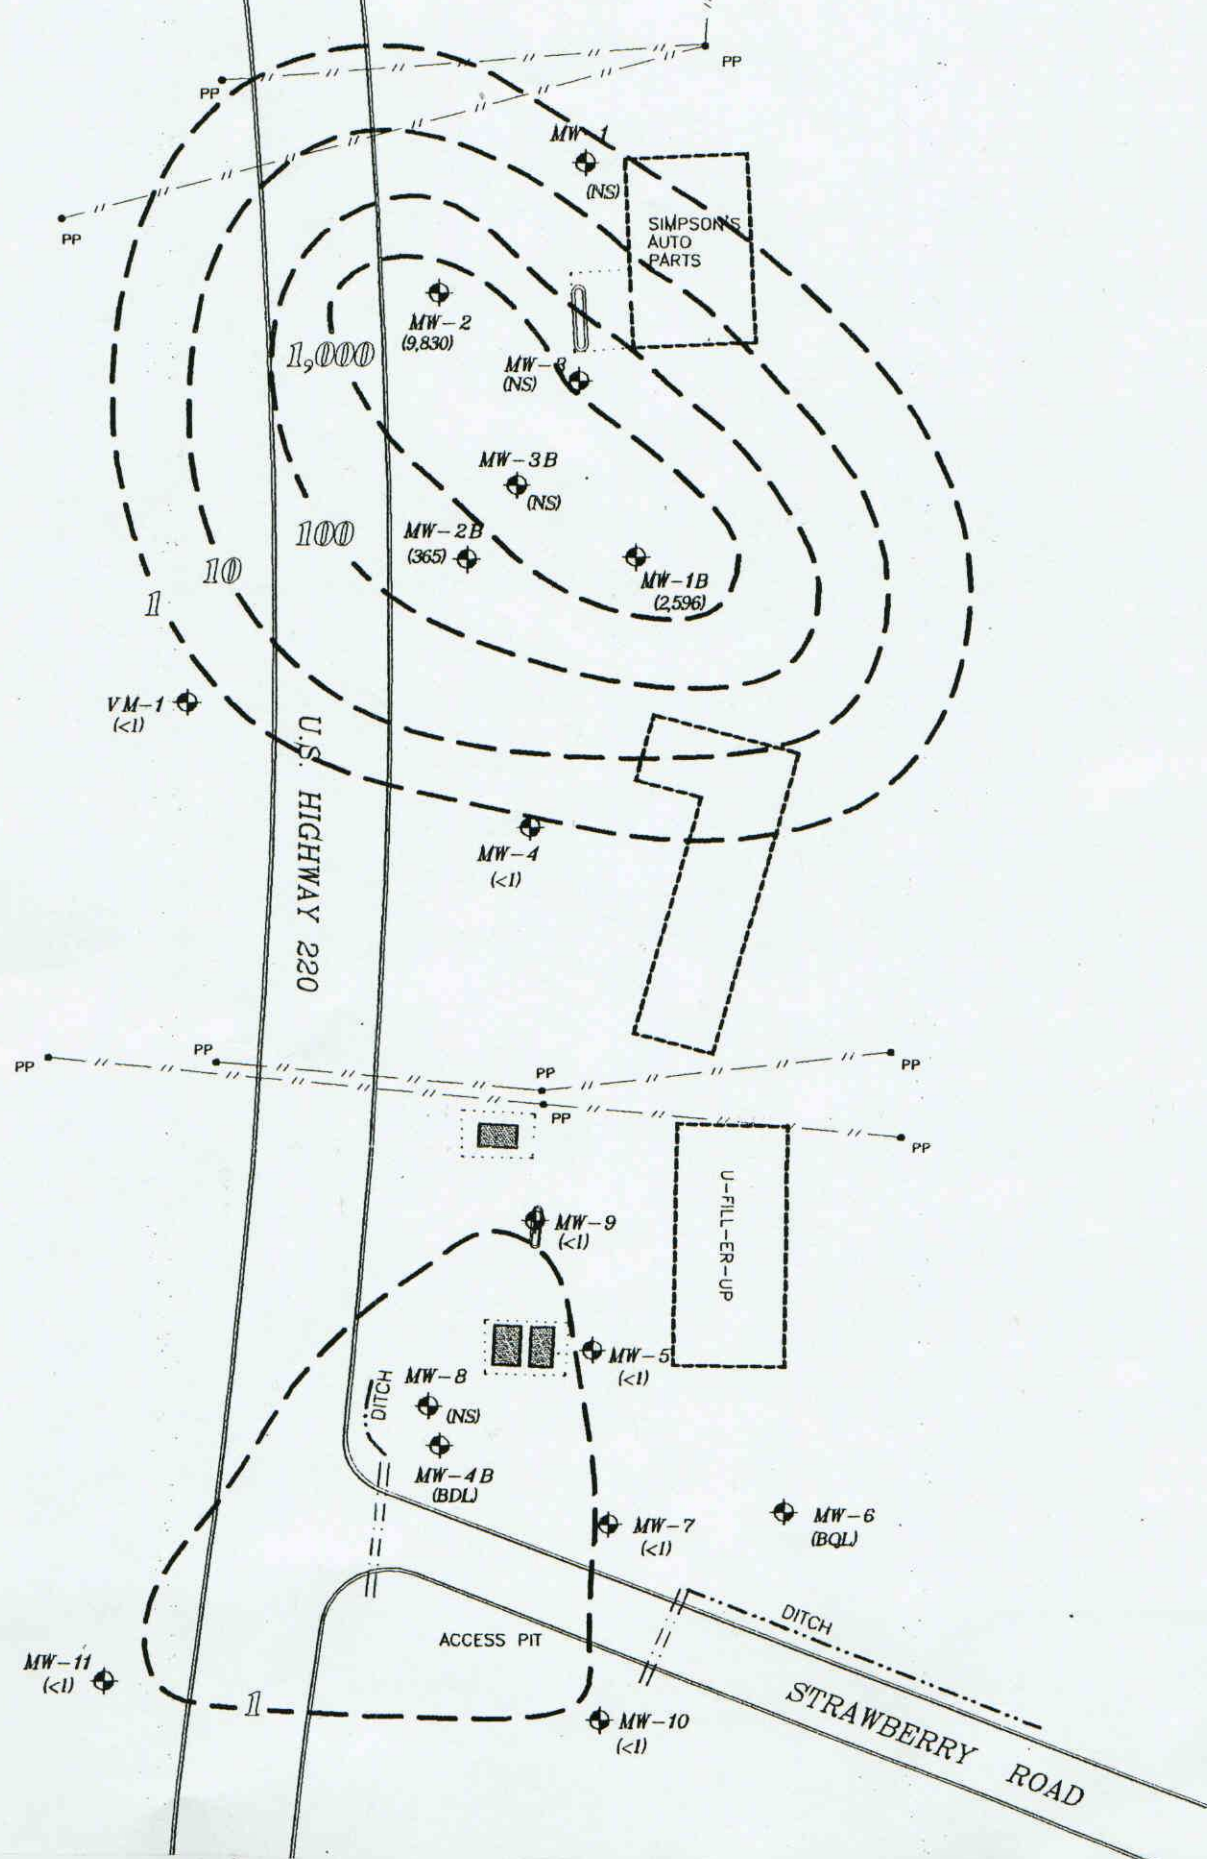 PP
PP
MW-1
(NS)
SIMPSON'S
AUTO
PARTS
PP
MW-2
(9,830)
1,000
MW-3
(NS)
MW-3B
(NS)
100
MW-2B
(365)
10
MW-1B
(2,596)
1
VM-1
(<1)
U.S. HIGHWAY 220
MW-4
(<1)
PP
PP
PP
PP
PP
PP
MW-9
(<1)
U-FILL-ER-UP
MW-5
(<1)
MW-8
(NS)
DITCH
MW-4B
(BDL)
MW-7
(<1)
MW-6
(BQL)
DITCH
ACCESS PIT
MW-11
(<1)
1
MW-10
(<1)
STRAWBERRY ROAD